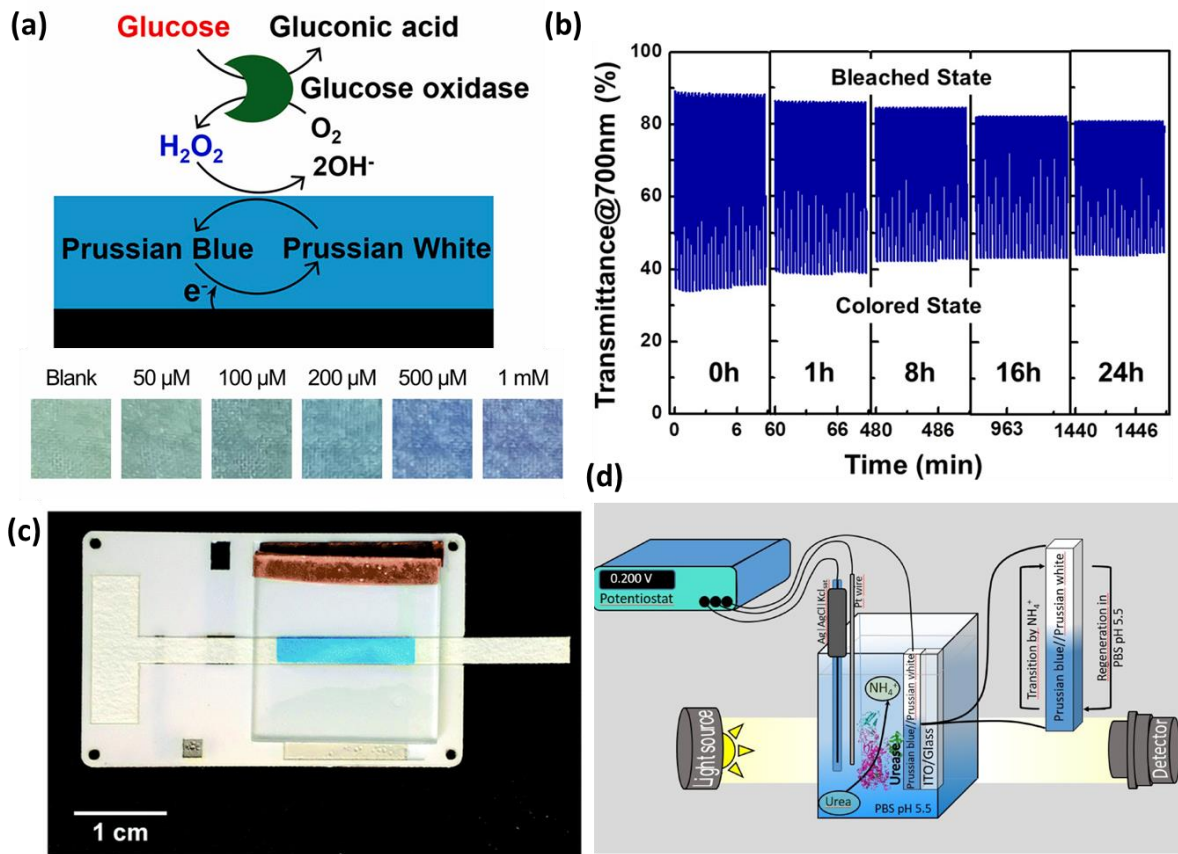 (a)
Glucose
Gluconic acid
Glucose oxidase
O₂
H₂O₂
2OH⁻
Prussian Blue
Prussian White
e⁻
Blank
50 µM
100 µM
200 µM
500 µM
1 mM
(b)
Transmittance@700nm (%)
100
80
60
40
20
0
Bleached State
Colored State
0h
1h
8h
16h
24h
0
6
60
66
480
486
963
1440
1446
Time (min)
(c)
1 cm
(d)
0.200 V
Potentiostat
Ag|AgCl|Kcl sat
Pt wire
NH₄⁺
Urease
Urea
Prussian blue//Prussian white
ITO/Glass
PBS pH 5.5
Light source
Transition by NH₄⁺
Prussian blue//Prussian white
Regeneration in
PBS pH 5.5
Detector